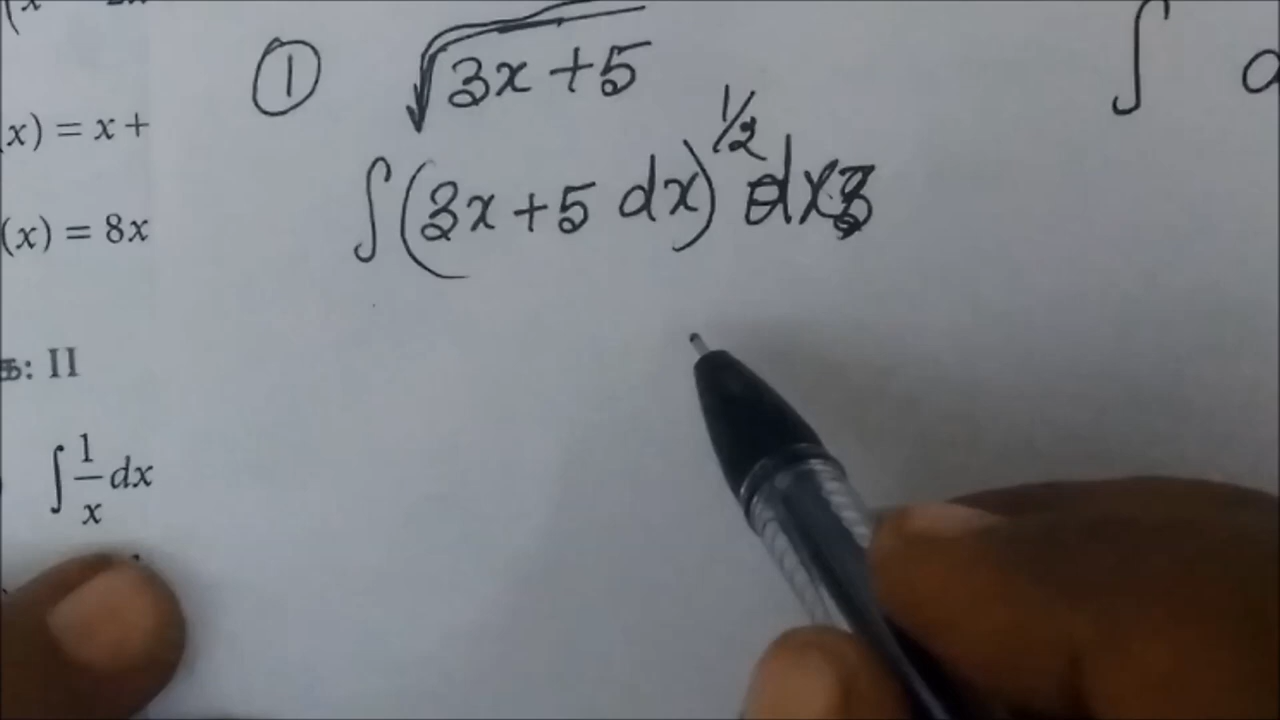 x) = x +
(x) = 8x
: II
∫ 1/x dx
① √3x + 5
∫(3x + 5 dx)^1/2 dx
∫